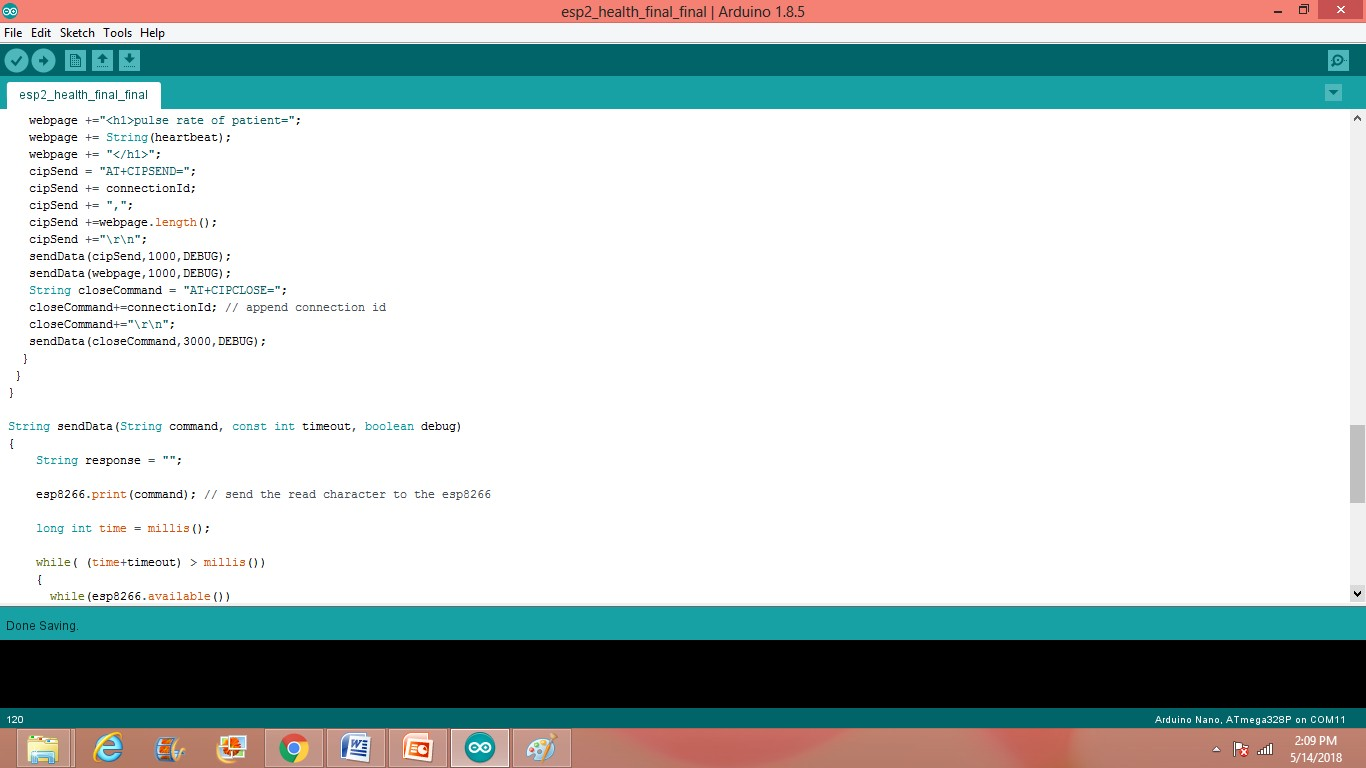 esp2_health_final_final | Arduino 1.8.5
File Edit Sketch Tools Help
esp2_health_final_final
webpage +="<h1>pulse rate of patient=";
webpage += String(heartbeat);
webpage += "</h1>";
cipSend = "AT+CIPSEND=";
cipSend += connectionId;
cipSend += ",";
cipSend +=webpage.length();
cipSend +="\r\n";
sendData(cipSend,1000,DEBUG);
sendData(webpage,1000,DEBUG);
String closeCommand = "AT+CIPCLOSE=";
closeCommand+=connectionId; // append connection id
closeCommand+="\r\n";
sendData(closeCommand,3000,DEBUG);
}
}
}
String sendData(String command, const int timeout, boolean debug)
{
String response = "";
esp8266.print(command); // send the read character to the esp8266
long int time = millis();
while( (time+timeout) > millis())
{
while(esp8266.available())
Done Saving.
120
Arduino Nano, ATmega328P on COM11
2:09 PM
5/14/2018